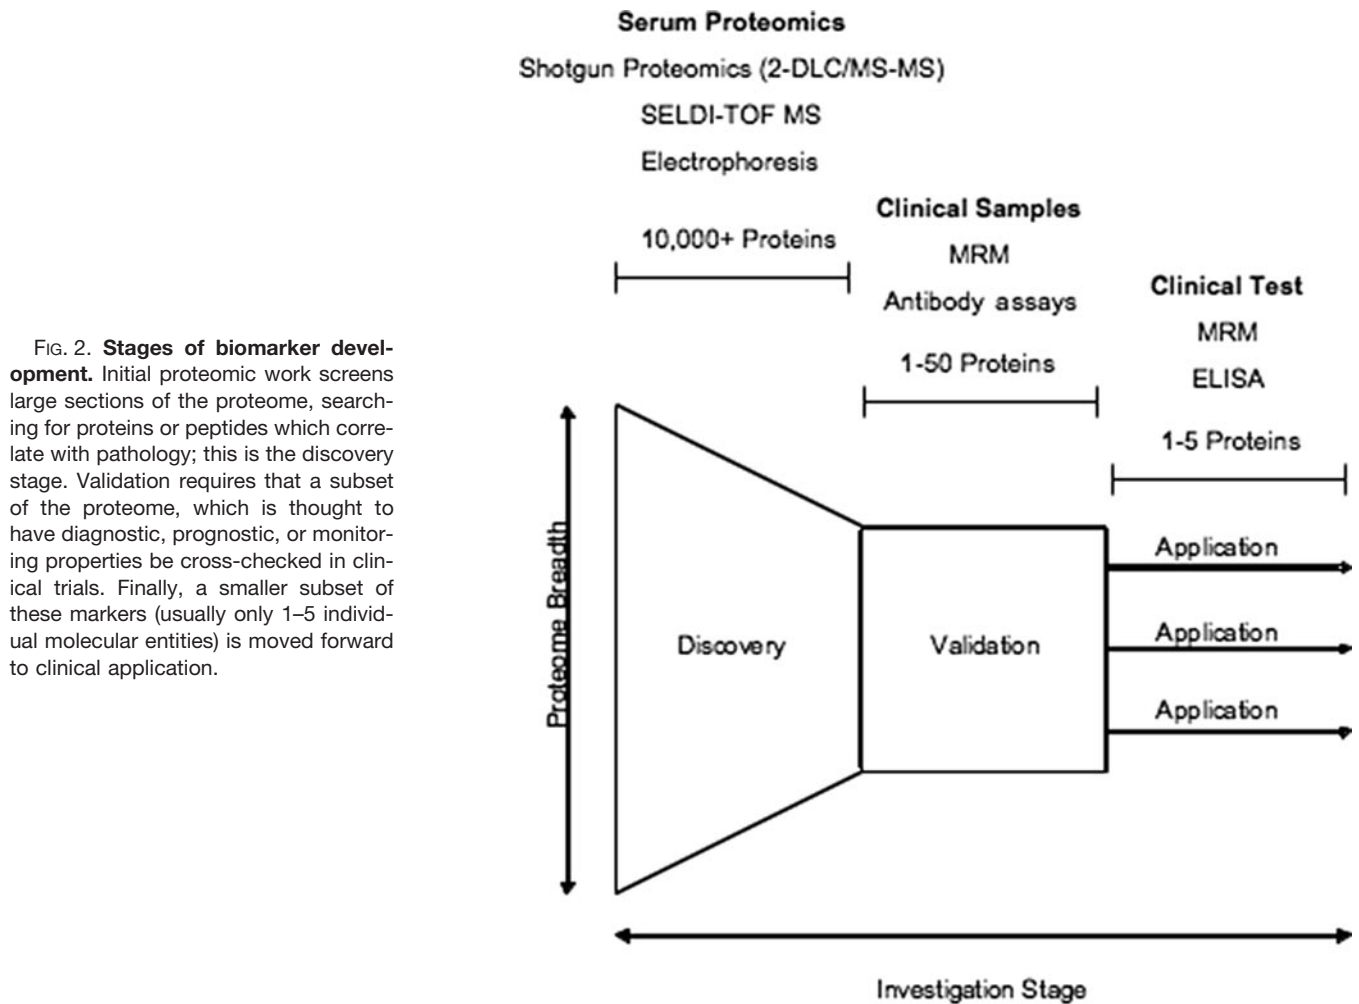 Serum Proteomics
Shotgun Proteomics (2-DLC/MS-MS)
SELDI-TOF MS
Electrophoresis
10,000+ Proteins
Clinical Samples
MRM
Antibody assays
1-50 Proteins
Clinical Test
MRM
ELISA
1-5 Proteins
FIG. 2. Stages of biomarker devel-
opment. Initial proteomic work screens
large sections of the proteome, search-
ing for proteins or peptides which corre-
late with pathology; this is the discovery
stage. Validation requires that a subset
of the proteome, which is thought to
have diagnostic, prognostic, or monitor-
ing properties be cross-checked in clin-
ical trials. Finally, a smaller subset of
these markers (usually only 1–5 individ-
ual molecular entities) is moved forward
to clinical application.
Proteome Breadth
Discovery
Validation
Application
Application
Application
Investigation Stage